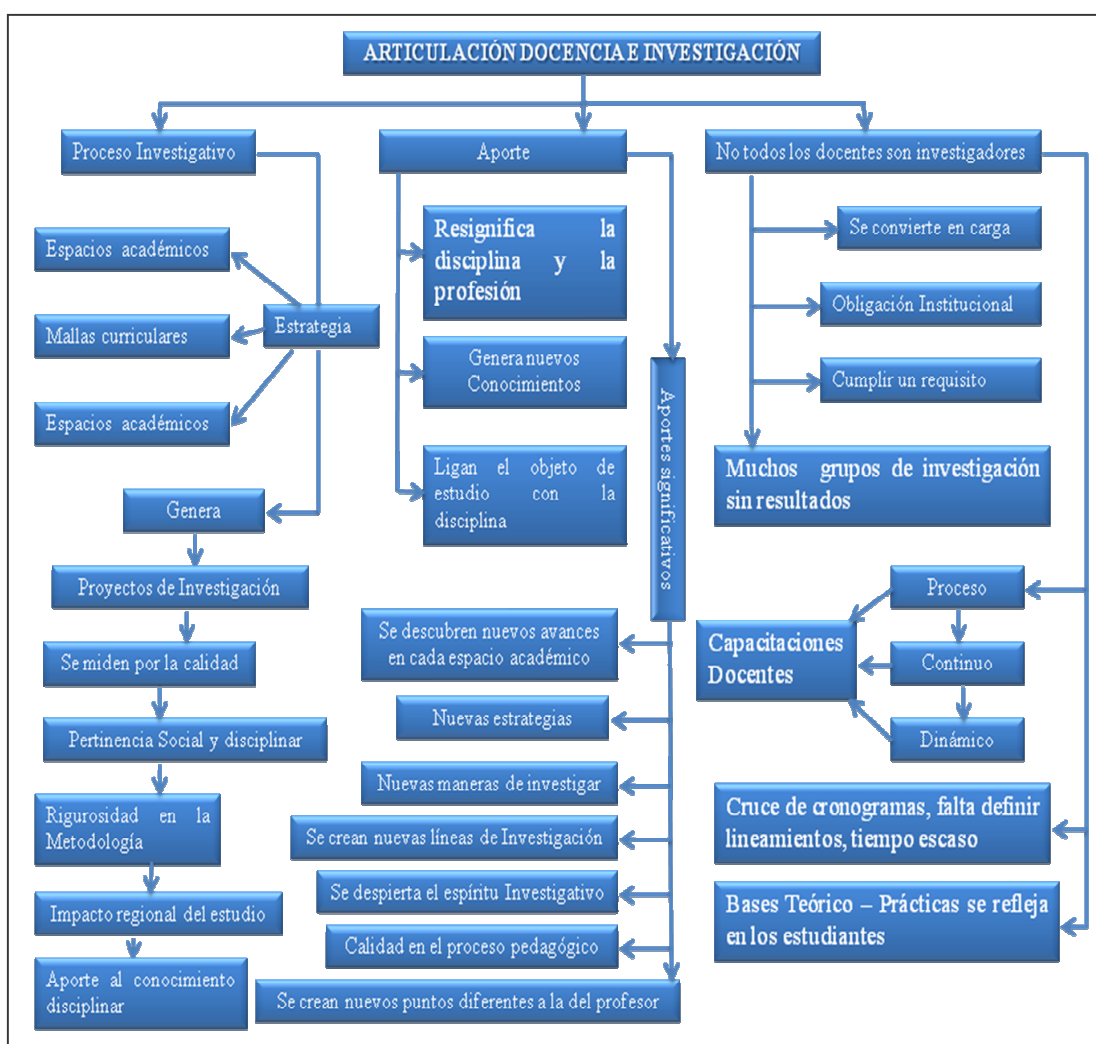 ARTICULACIÓN DOCENCIA E INVESTIGACIÓN
Proceso Investigativo
Espacios académicos
Mallas curriculares
Estrategia
Espacios académicos
Genera
Proyectos de Investigación
Se miden por la calidad
Pertinencia Social y disciplinar
Rigurosidad en la
Metodología
Impacto regional del estudio
Aporte al conocimiento
disciplinar
Aporte
Resignifica la
disciplina y la
profesión
Genera nuevos
Conocimientos
Ligan el objeto de
estudio con la
disciplina
Aportes significativos
Se descubren nuevos avances
en cada espacio académico
Nuevas estrategias
Nuevas maneras de investigar
Se crean nuevas líneas de Investigación
Se despierta el espíritu Investigativo
Calidad en el proceso pedagógico
Se crean nuevos puntos diferentes a la del profesor
No todos los docentes son investigadores
Se convierte en carga
Obligación Institucional
Cumplir un requisito
Muchos grupos de investigación
sin resultados
Proceso
Capacitaciones
Docentes
Continuo
Dinámico
Cruce de cronogramas, falta definir
lineamientos, tiempo escaso
Bases Teórico – Prácticas se refleja
en los estudiantes